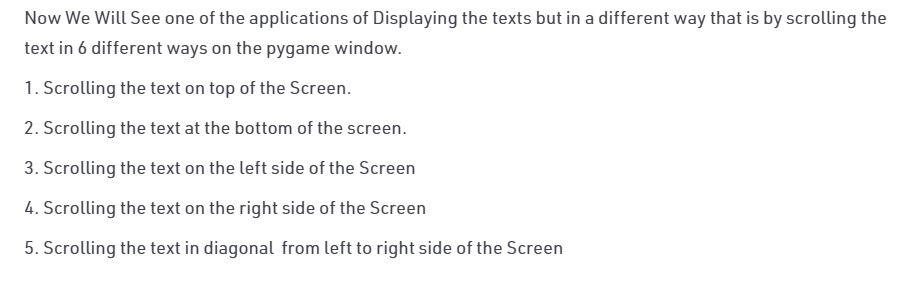 Now We Will See one of the applications of Displaying the texts but in a different way that is by scrolling the
text in 6 different ways on the pygame window.
1. Scrolling the text on top of the Screen.
2. Scrolling the text at the bottom of the screen.
3. Scrolling the text on the left side of the Screen
4. Scrolling the text on the right side of the Screen
5. Scrolling the text in diagonal  from left to right side of the Screen